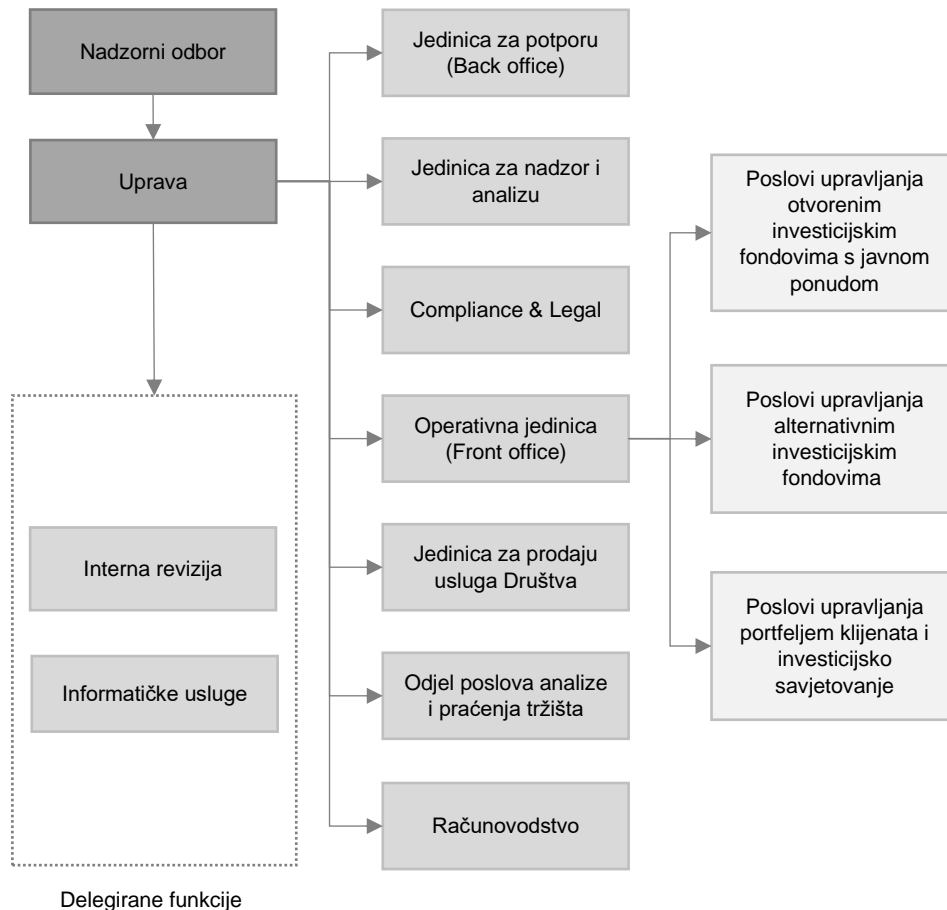 Nadzorni odbor
Uprava
Jedinica za potporu
(Back office)
Jedinica za nadzor i
analizu
Compliance & Legal
Operativna jedinica
(Front office)
Jedinica za prodaju
usluga Društva
Odjel poslova analize
i praćenja tržišta
Računovodstvo
Poslovi upravljanja
otvorenim
investicijskim
fondovima s javnom
ponudom
Poslovi upravljanja
alternativnim
investicijskim
fondovima
Poslovi upravljanja
portfeljem klijenata i
investicijsko
savjetovanje
Interna revizija
Informatičke usluge
Delegirane funkcije